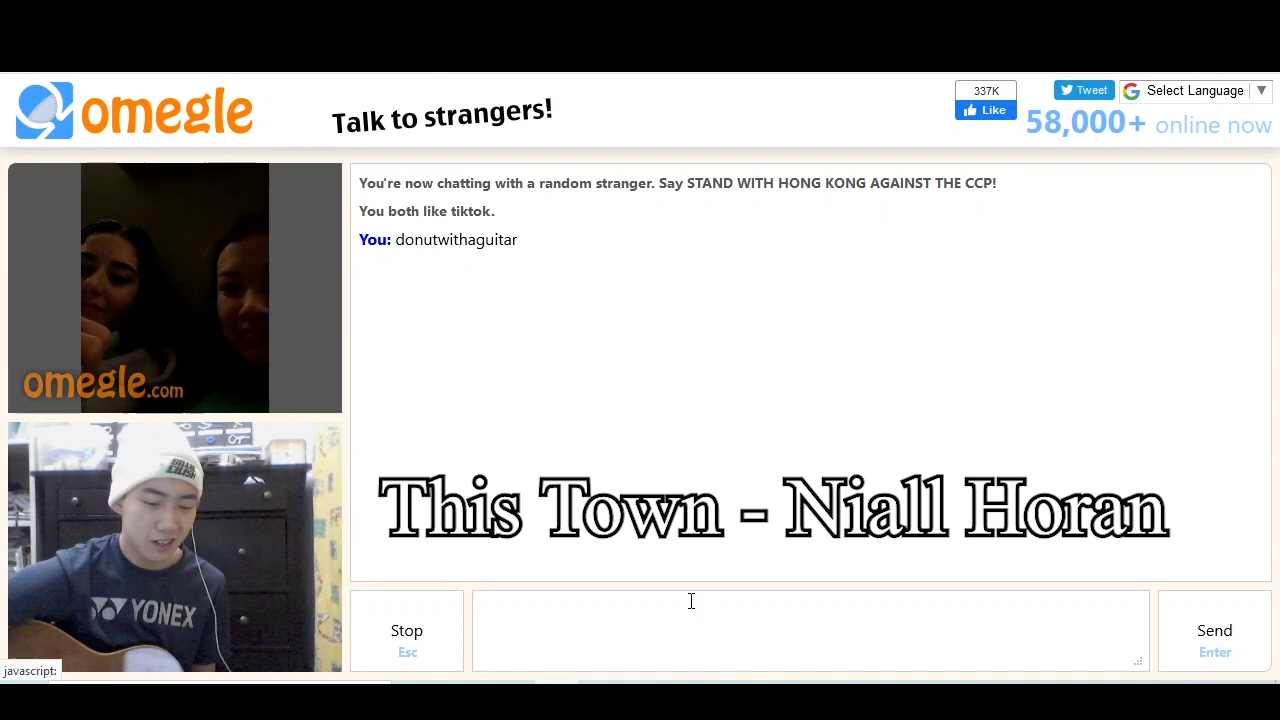 omegle
Talk to strangers!
337K
Like
Tweet
Select Language
58,000+ online now
You're now chatting with a random stranger. Say STAND WITH HONG KONG AGAINST THE CCP!
You both like tiktok.
You: donutwithaguitar
omegle.com
BILLIE
EILISH
YONEX
This Town - Niall Horan
Stop
Esc
Send
Enter
javascript: